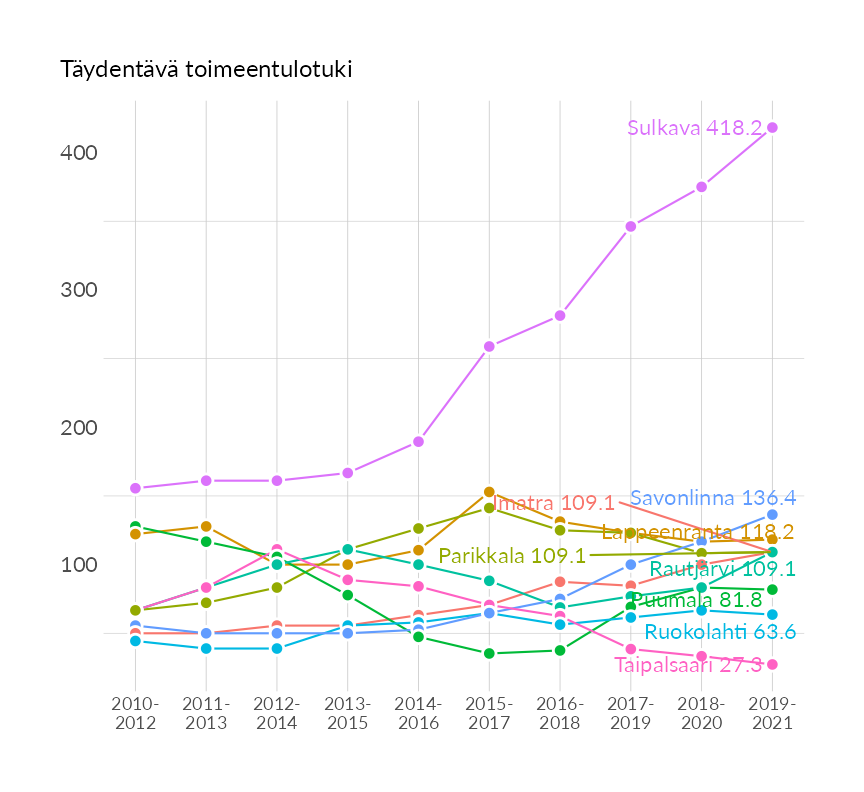 Täydentävä toimeentulotuki
Sulkava 418.2
400
300
200
100
Savonlinna 136.4
Imatra 109.1
Lappeenranta 118.2
Parikkala 109.1
Rautjärvi 109.1
Puumala 81.8
Ruokolahti 63.6
Taipalsaari 27.3
2010- 2011- 2012- 2013- 2014- 2015- 2016- 2017- 2018- 2019-
2012 2013 2014 2015 2016 2017 2018 2019 2020 2021